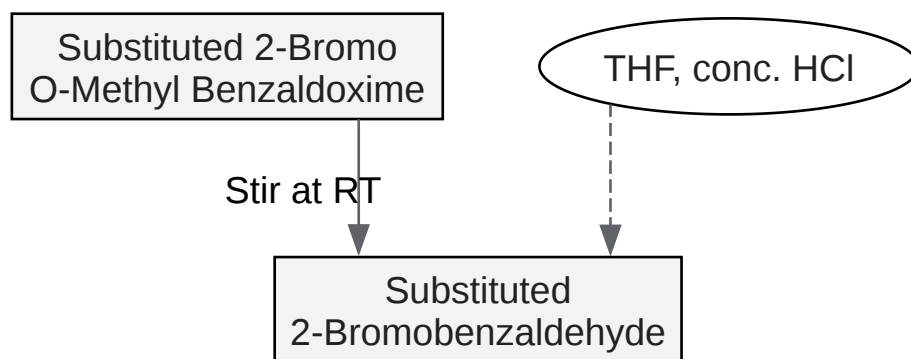 Substituted 2-Bromo
O-Methyl Benzaldoxime
THF, conc. HCl
Stir at RT
Substituted
2-Bromobenzaldehyde